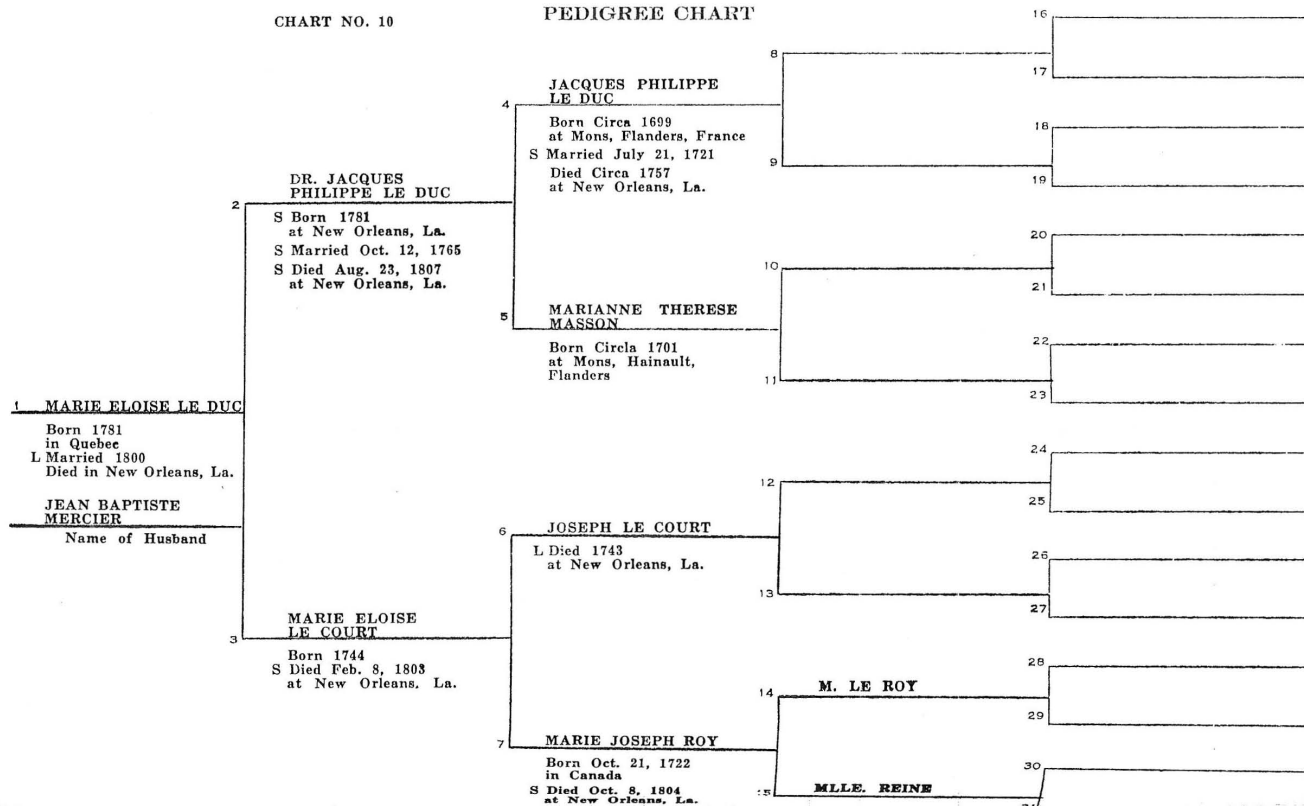 CHART NO. 10
PEDIGREE CHART
1 MARIE ELOISE LE DUC
Born 1781
in Quebec
L Married 1800
Died in New Orleans, La.
JEAN BAPTISTE
MERCIER
Name of Husband
2
DR. JACQUES
PHILIPPE LE DUC
S Born 1781
at New Orleans, La.
S Married Oct. 12, 1765
S Died Aug. 23, 1807
at New Orleans, La.
3
MARIE ELOISE
LE COURT
Born 1744
S Died Feb. 8, 1803
at New Orleans, La.
4
JACQUES PHILIPPE
LE DUC
Born Circa 1699
at Mons, Flanders, France
S Married July 21, 1721
Died Circa 1757
at New Orleans, La.
5
MARIANNE THERESE
MASSON
Born Circla 1701
at Mons, Hainault,
Flanders
6
JOSEPH LE COURT
L Died 1743
at New Orleans, La.
7
MARIE JOSEPH ROY
Born Oct. 21, 1722
in Canada
S Died Oct. 8, 1804
at New Orleans, La.
8
9
10
11
12
13
14
M. LE ROY
15
MLLE. REINE
16
17
18
19
20
21
22
23
24
25
26
27
28
29
30